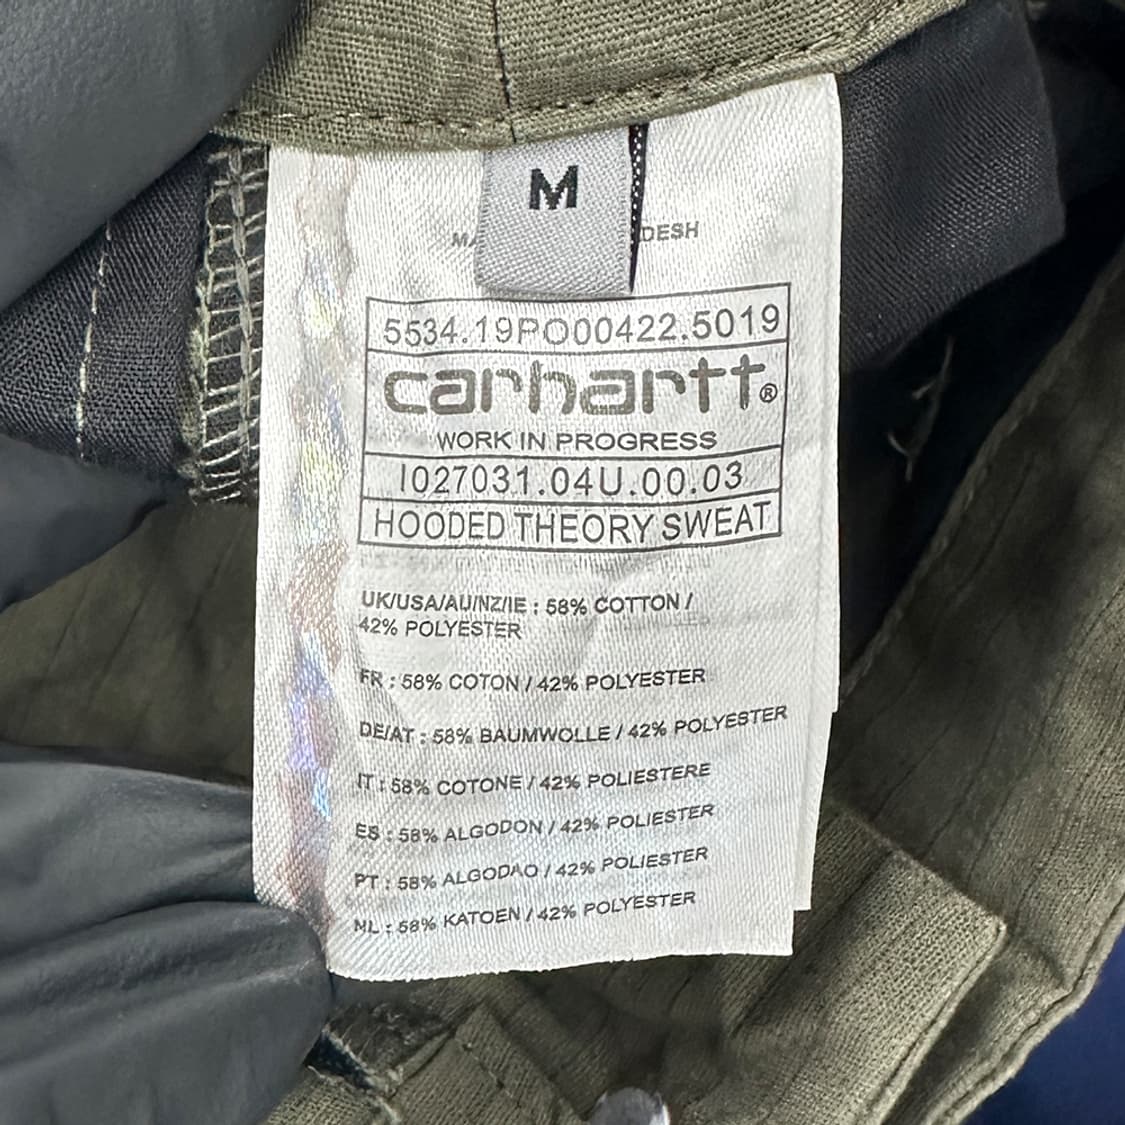 M
DESH
5534.19PO00422.5019
carhartt®
WORK IN PROGRESS
I027031.04U.00.03
HOODED THEORY SWEAT
UK/USA/AU/NZ/IE : 58% COTTON /
42% POLYESTER
FR : 58% COTON / 42% POLYESTER
DE/AT : 58% BAUMWOLLE / 42% POLYESTER
IT : 58% COTONE / 42% POLIESTERE
ES : 58% ALGODON / 42% POLIESTER
PT : 58% ALGODAO / 42% POLIESTER
NL : 58% KATOEN / 42% POLYESTER